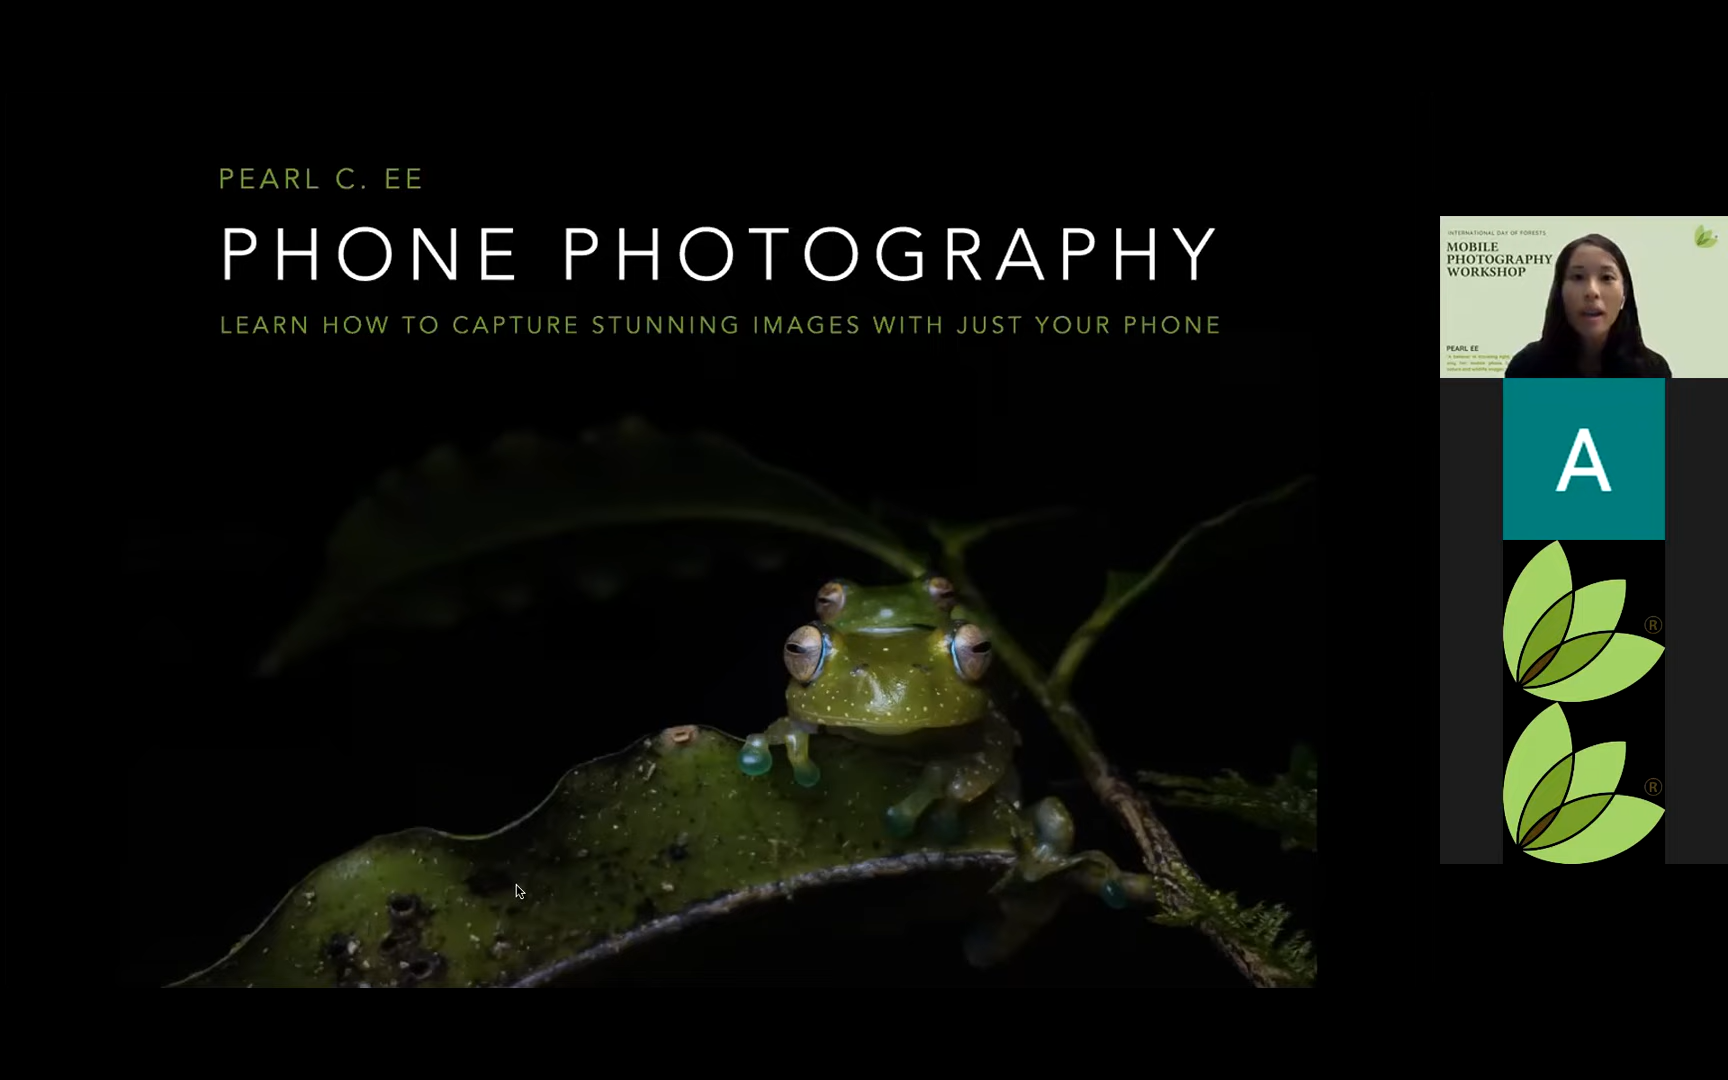 PEARL C. EE
PHONE PHOTOGRAPHY
LEARN HOW TO CAPTURE STUNNING IMAGES WITH JUST YOUR PHONE
INTERNATIONAL DAY OF FORESTS
MOBILE
PHOTOGRAPHY
WORKSHOP
PEARL EE
A
®
®